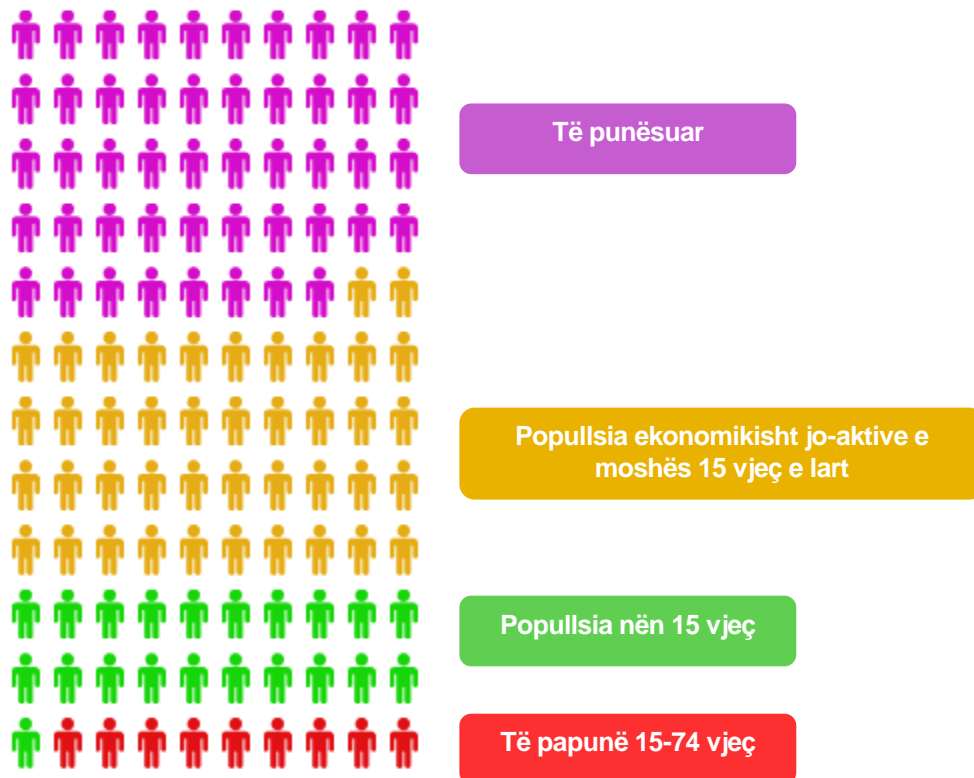 Të punësuar
Popullsia ekonomikisht jo-aktive e
moshës 15 vjeç e lart
Popullsia nën 15 vjeç
Të papunë 15-74 vjeç